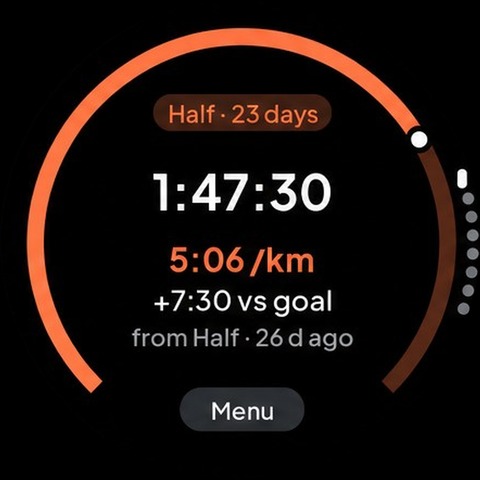 Half · 23 days
1:47:30
5:06 /km
+7:30 vs goal
from Half · 26 d ago
Menu